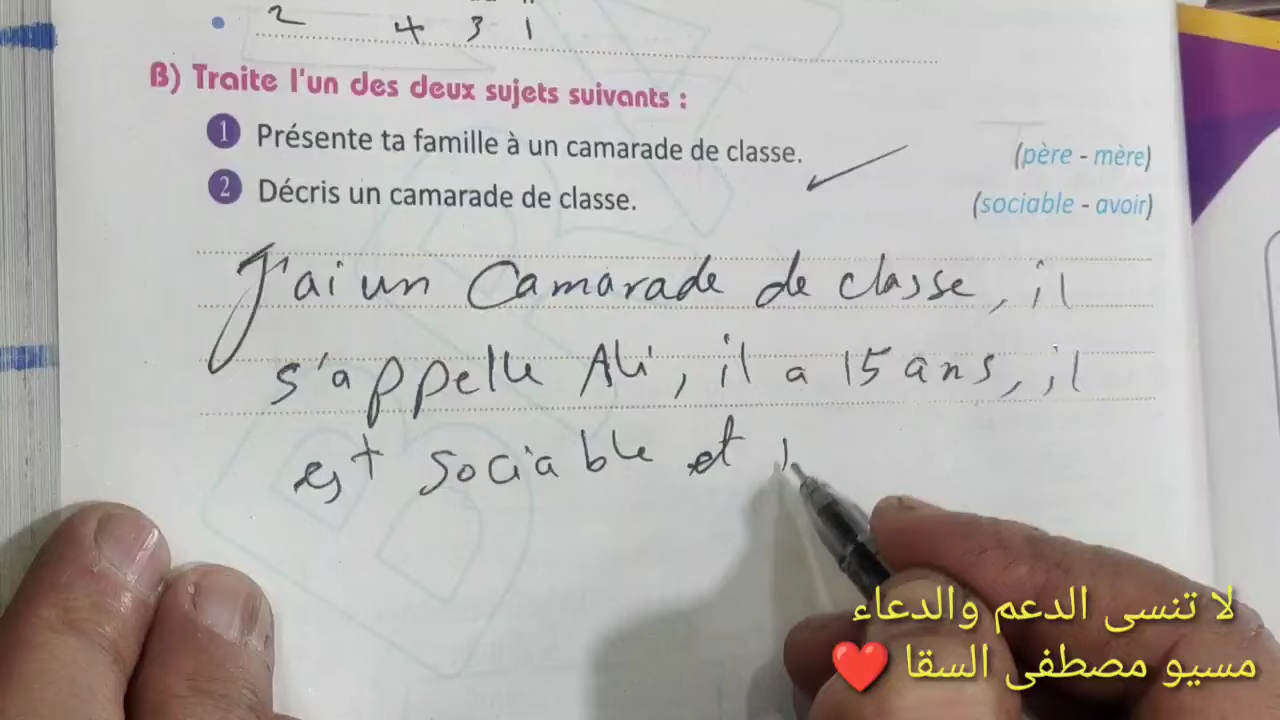 2 4 3 1
B) Traite l'un des deux sujets suivants :
1 Présente ta famille à un camarade de classe. (père - mère)
2 Décris un camarade de classe. (sociable - avoir)
J'ai un camarade de classe, il
s'appelle Ali, il a 15 ans, il
est sociable et
لا تنسى الدعم والدعاء
مسيو مصطفى السقا ❤️